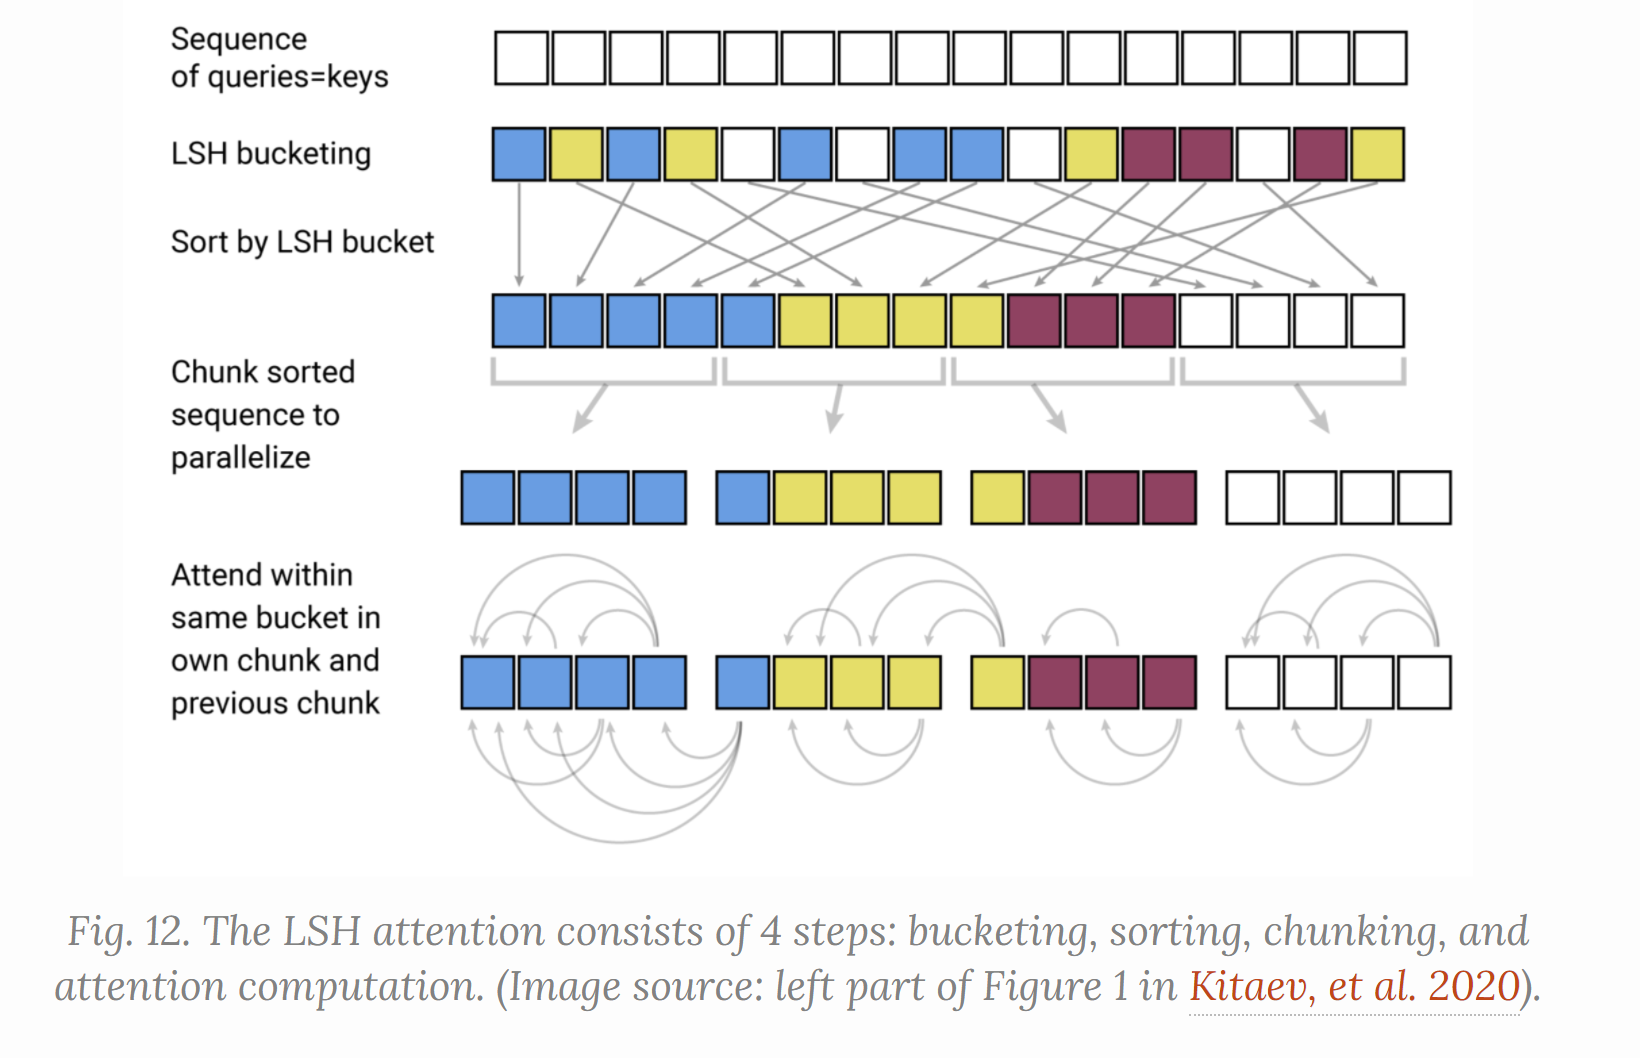 Sequence
of queries=keys
LSH bucketing
Sort by LSH bucket
Chunk sorted
sequence to
parallelize
Attend within
same bucket in
own chunk and
previous chunk
Fig. 12. The LSH attention consists of 4 steps: bucketing, sorting, chunking, and
attention computation. (Image source: left part of Figure 1 in Kitaev, et al. 2020).